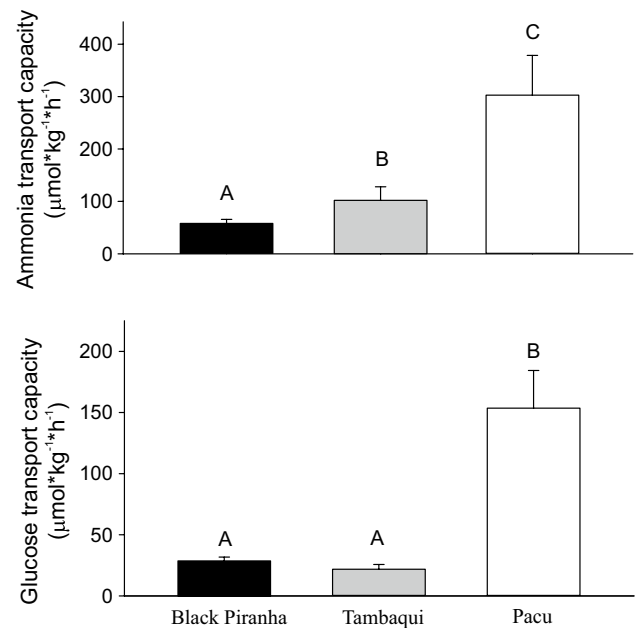 Ammonia transport capacity
(μmol*kg⁻¹*h⁻¹)
400
300
200
100
0
A
B
C
Glucose transport capacity
(μmol*kg⁻¹*h⁻¹)
200
150
100
50
0
A
A
B
Black Piranha
Tambaqui
Pacu